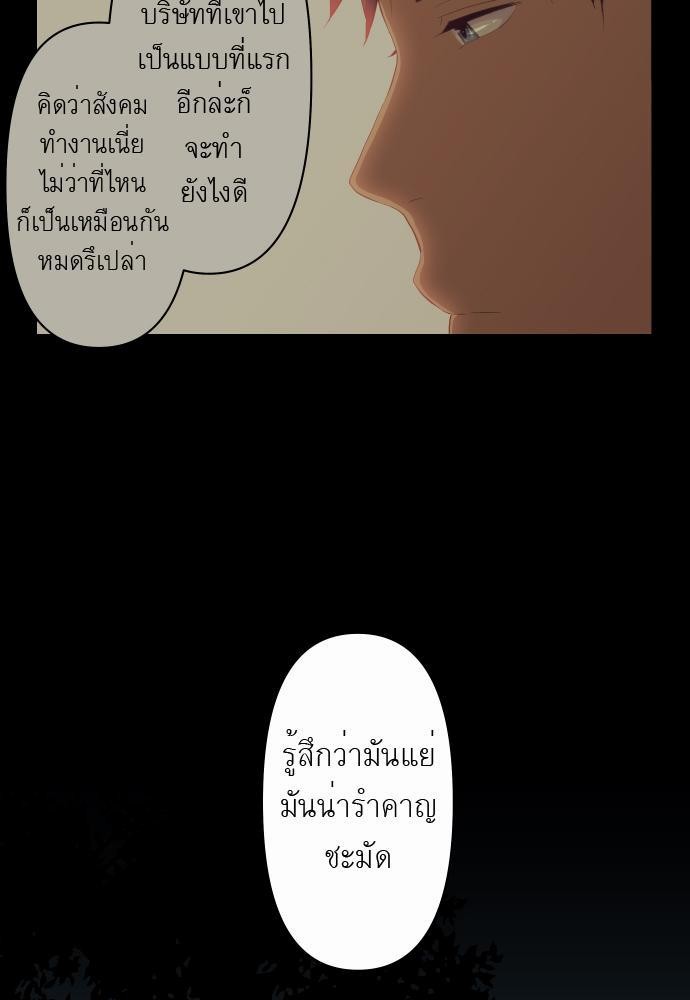 บริษัทที่เขาไป
เป็นแบบที่แรก
อีกล่ะก็
จะทำ
ยังไงดี
คิดว่าสังคม
ทำงานเนี่ย
ไม่ว่าที่ไหน
ก็เป็นเหมือนกัน
หมดรึเปล่า
รู้สึกว่ามันแย่
มันน่ารำคาญ
ชะมัด